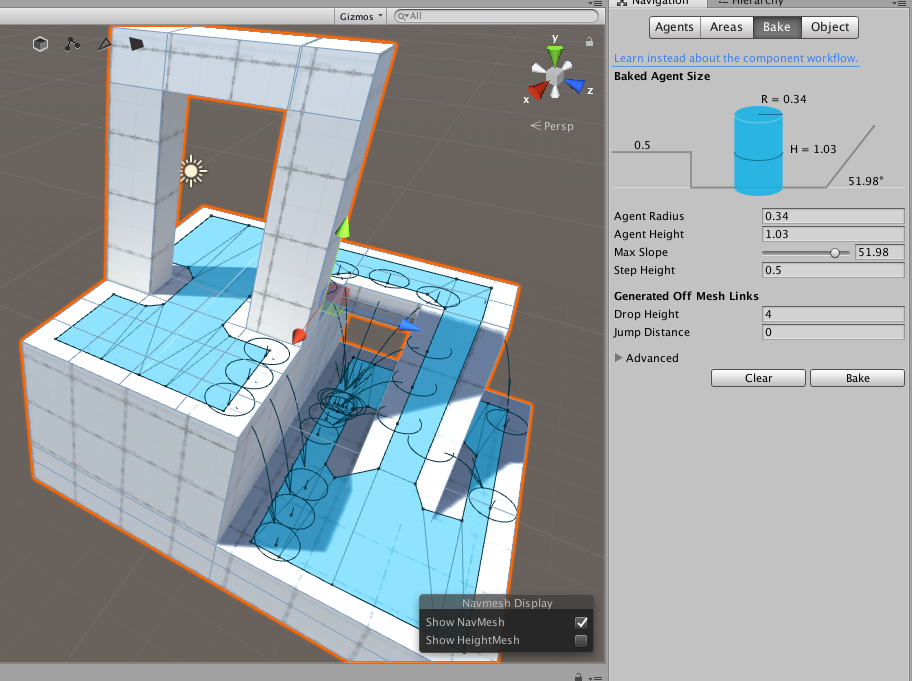 Navigation
Hierarchy
Gizmos
All
Agents Areas Bake Object
Learn instead about the component workflow.
Baked Agent Size
R = 0.34
0.5
H = 1.03
51.98°
Agent Radius 0.34
Agent Height 1.03
Max Slope 51.98
Step Height 0.5
Generated Off Mesh Links
Drop Height 4
Jump Distance 0
Advanced
Clear Bake
y
x
z
Persp
Navmesh Display
Show NavMesh
Show HeightMesh